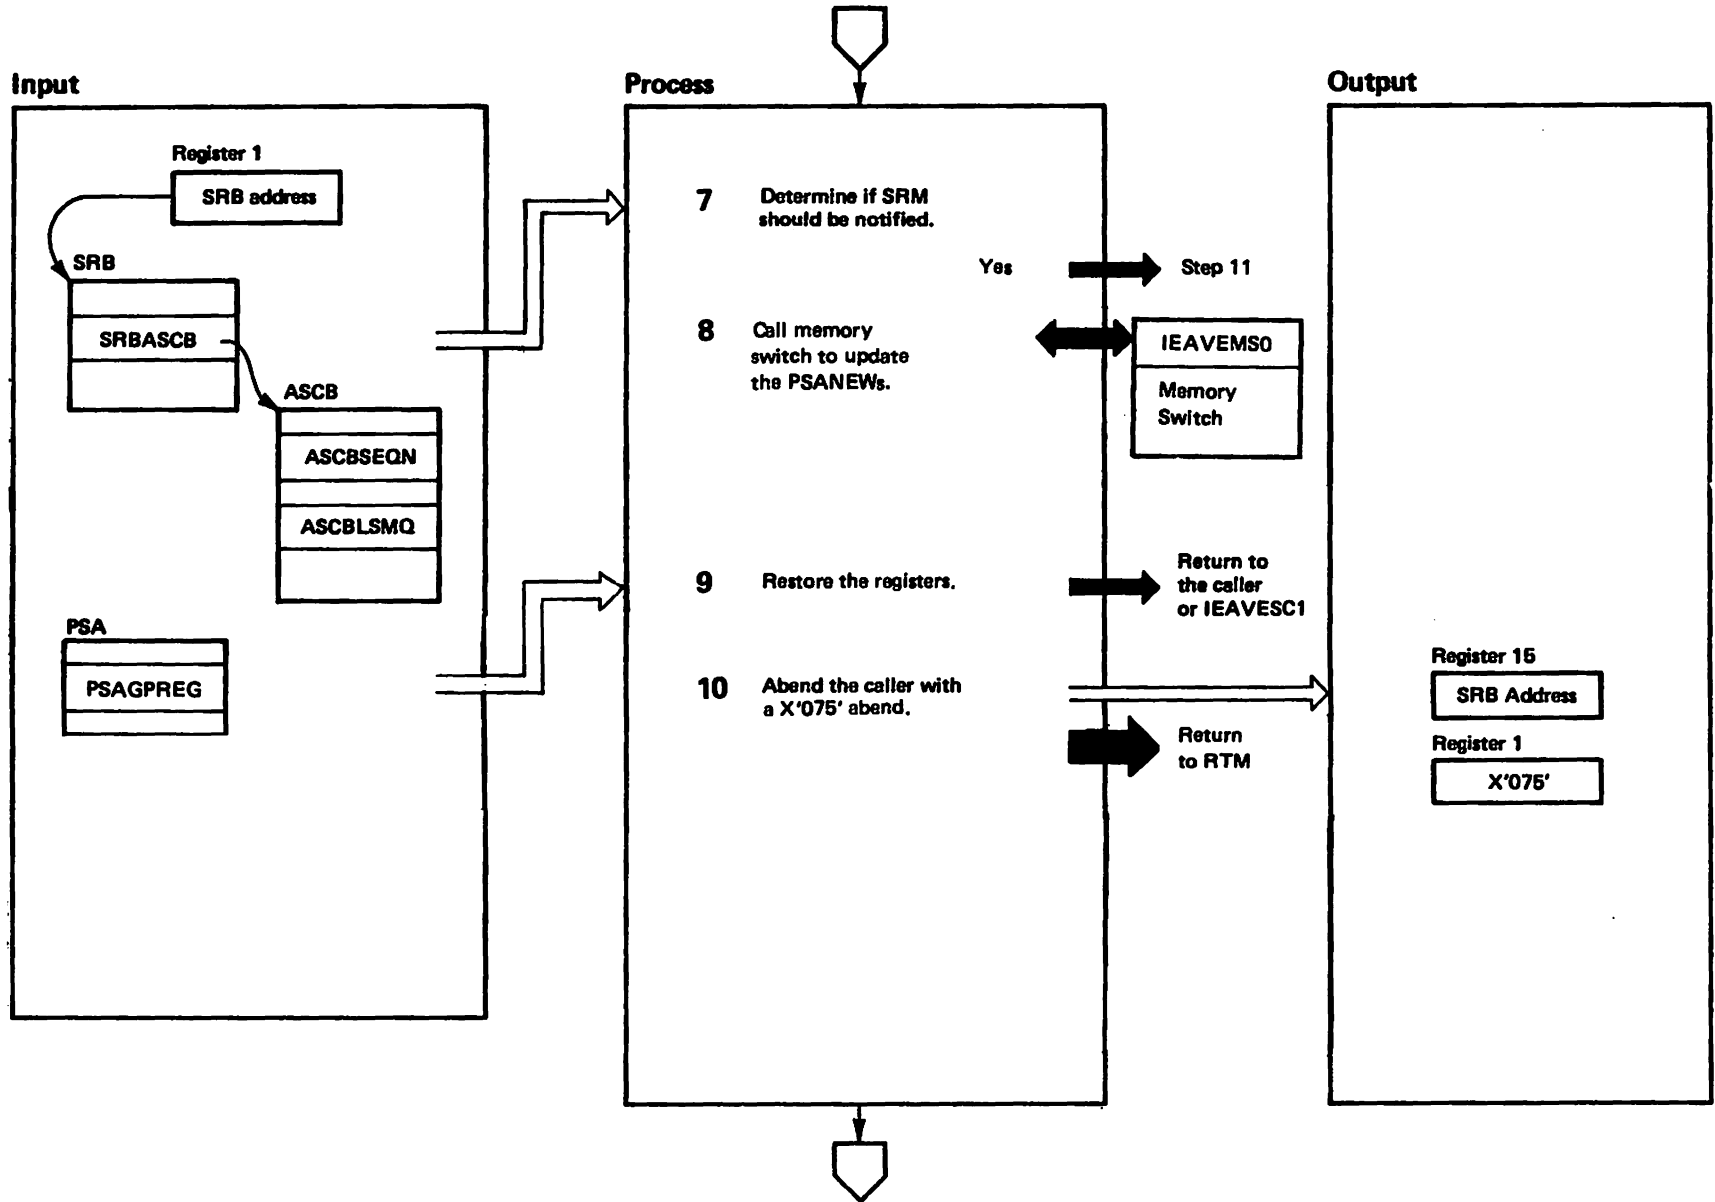 Input
Register 1
SRB address
SRB
SRBASCB
ASCB
ASCBSEQN
ASCBLSMQ
PSA
PSAGPREG
Process
7 Determine if SRM
should be notified.
Yes
Step 11
8 Call memory
switch to update
the PSANEWs.
IEAVEMS0
Memory
Switch
9 Restore the registers.
Return to
the caller
or IEAVESC1
10 Abend the caller with
a X'075' abend.
Return
to RTM
Output
Register 15
SRB Address
Register 1
X'075'